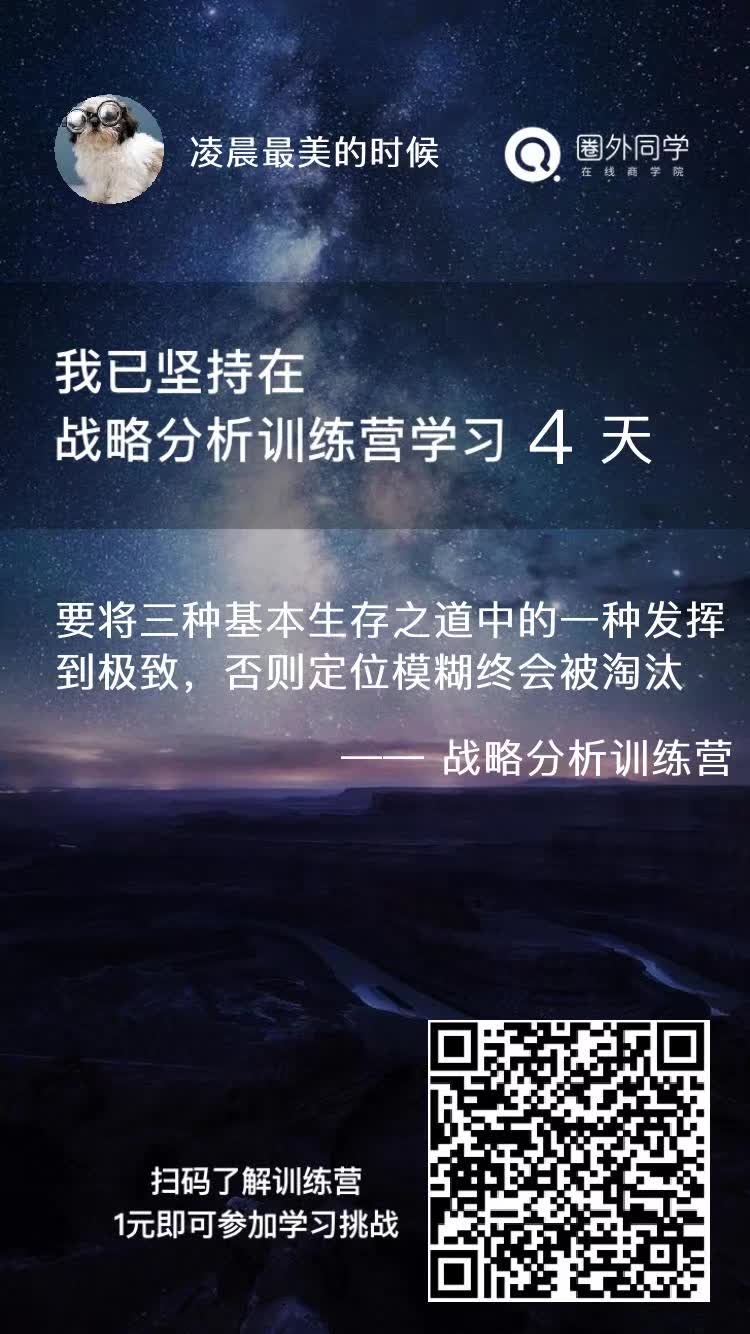 凌晨最美的时候
圈外同学
在线商学院
我已坚持在
战略分析训练营学习 4 天
要将三种基本生存之道中的一种发挥
到极致，否则定位模糊终会被淘汰
—— 战略分析训练营
扫码了解训练营
1元即可参加学习挑战